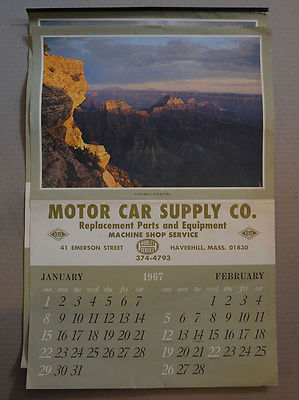 MOTOR CAR SUPPLY CO.
Replacement Parts and Equipment
MACHINE SHOP SERVICE
41 EMERSON STREET
HAVERHILL, MASS. 01830
374-4793
JANUARY 1967 FEBRUARY
sun mon tue wed thu fri sat
1 2 3 4 5 6 7
8 9 10 11 12 13 14
15 16 17 18 19 20 21
22 23 24 25 26 27 28
29 30 31
sun mon tue wed thu fri sat
1 2 3 4
5 6 7 8 9 10 11
12 13 14 15 16 17 18
19 20 21 22 23 24 25
26 27 28